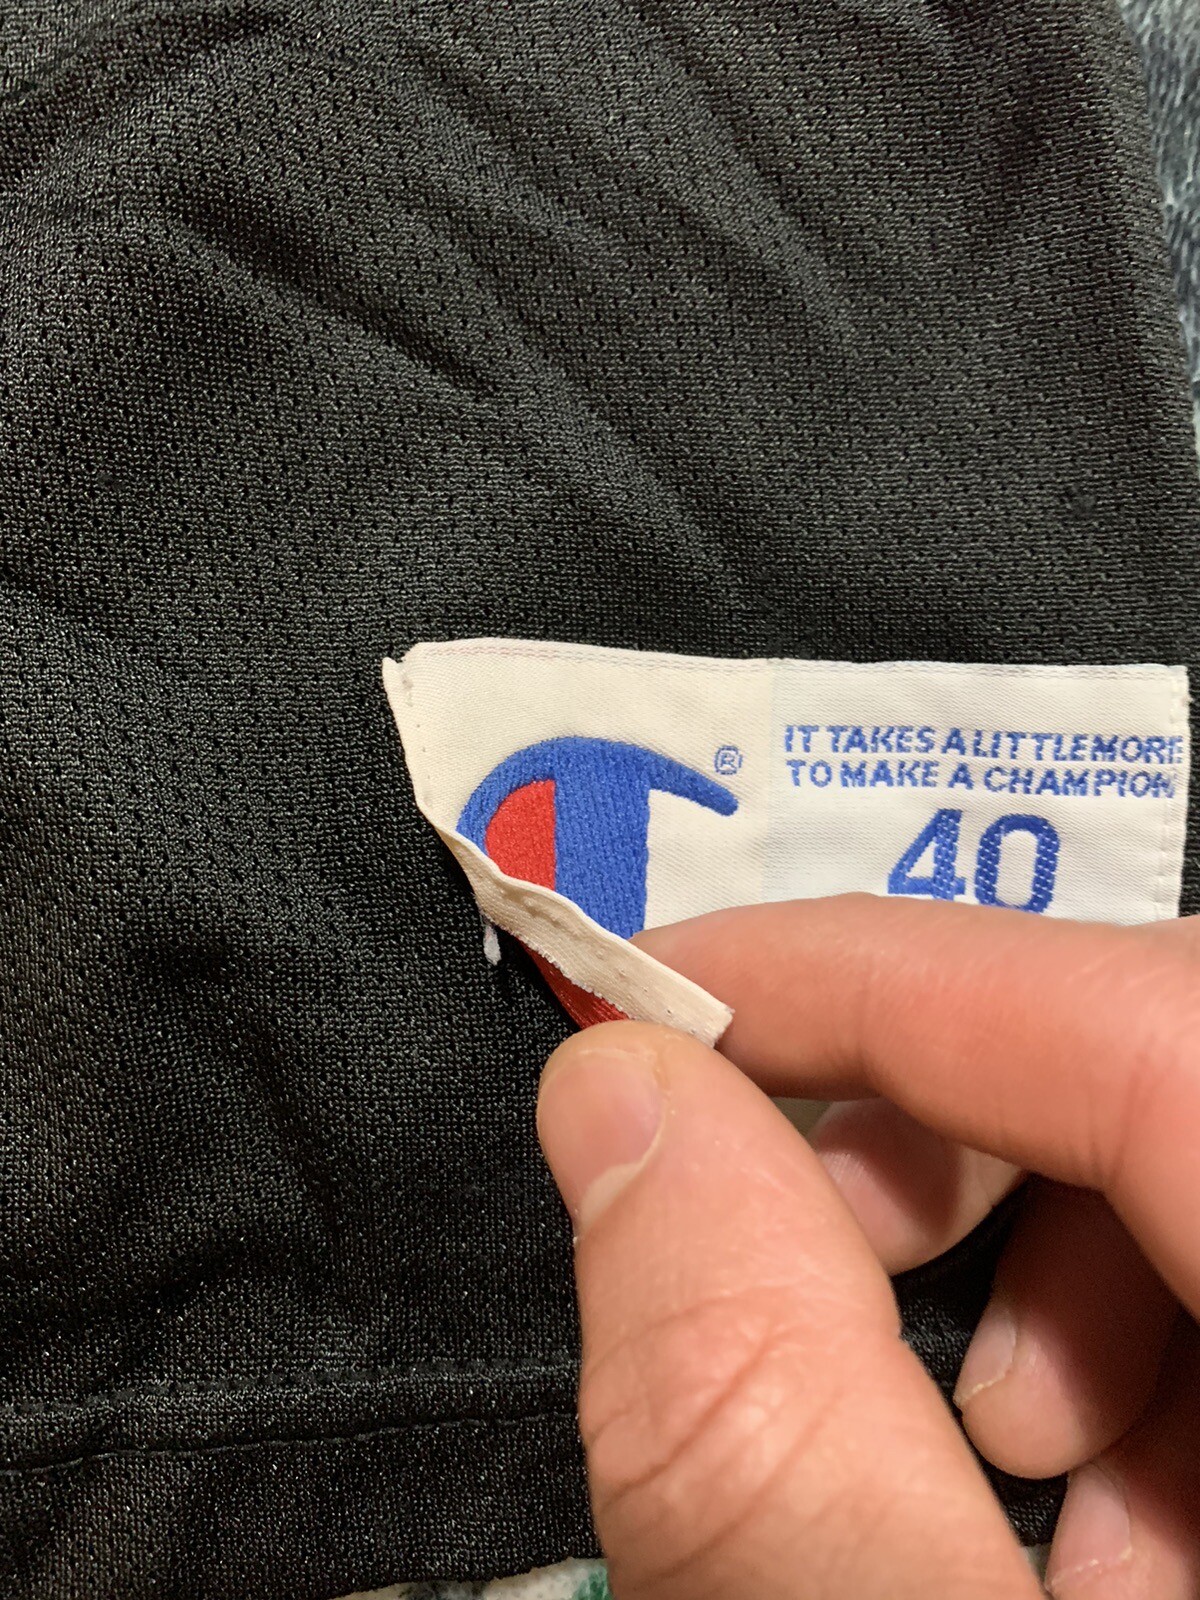 ®
IT TAKES A LITTLE MORE
TO MAKE A CHAMPION
40